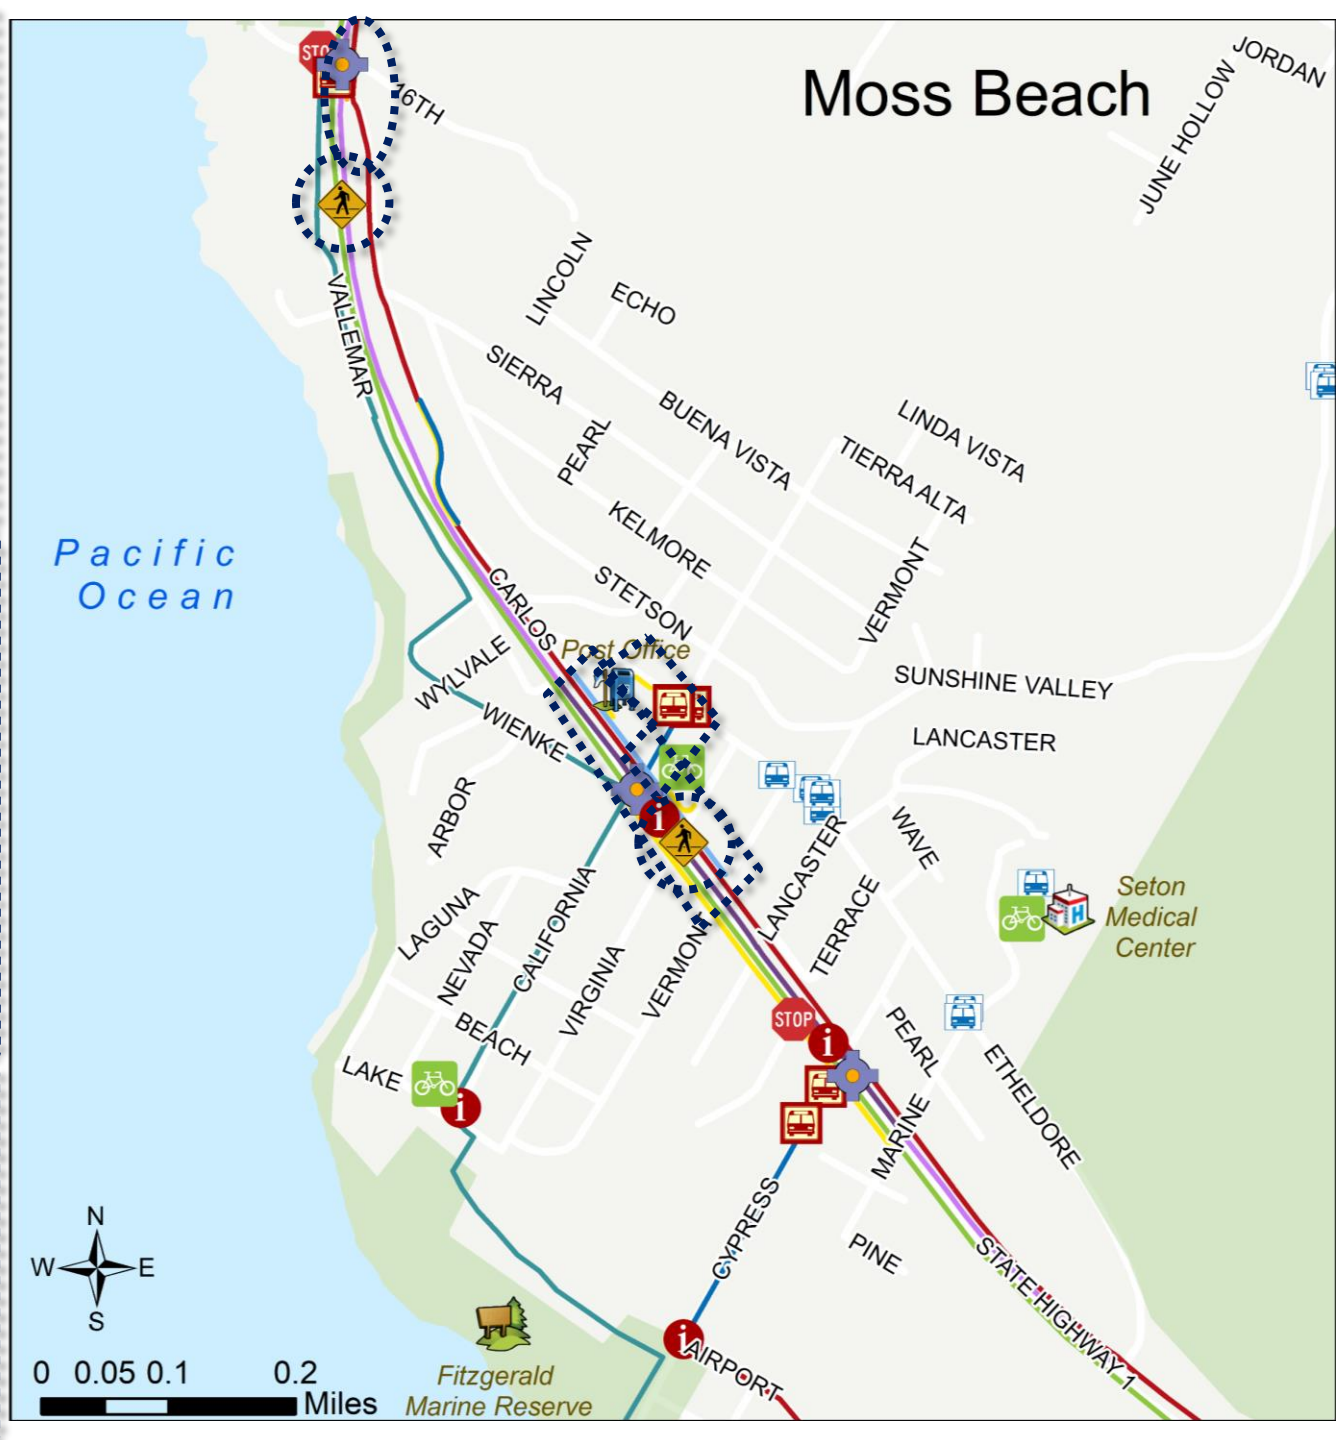 Moss Beach
JORDAN
JUNE HOLLOW
STO
16TH
LINCOLN
ECHO
VALLEMAR
SIERRA
BUENA VISTA
LINDA VISTA
PEARL
TIERRA ALTA
KELMORE
Pacific
Ocean
STETSON
VERMONT
CARLOS
Post Office
WYLVALE
SUNSHINE VALLEY
WIENKE
LANCASTER
ARBOR
i
WAVE
LANCASTER
TERRACE
H
Seton
Medical
Center
LAGUNA
NEVADA
CALIFORNIA
VIRGINIA
VERMONT
STOP
i
PEARL
BEACH
LAKE
i
ETHELDORE
MARINE
CYPRESS
PINE
STATE HIGHWAY 1
N
W E
S
i
AIRPORT
0 0.05 0.1 0.2
Miles
Fitzgerald
Marine Reserve